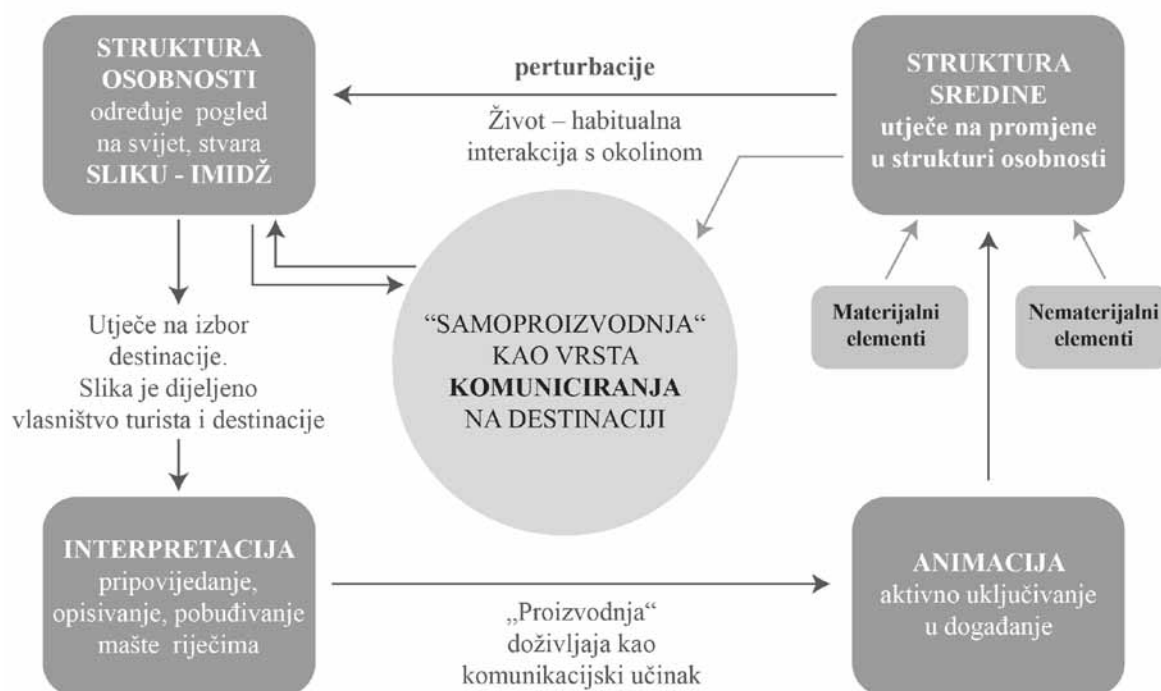 STRUKTURA
OSOBNOSTI
određuje pogled
na svijet, stvara
SLIKU - IMIDŽ
perturbacije
Život – habitualna
interakcija s okolinom
STRUKTURA
SREDINE
utječe na promjene
u strukturi osobnosti
Materijalni
elementi
Nematerijalni
elementi
“SAMOPROIZVODNJA“
KAO VRSTA
KOMUNICIRANJA
NA DESTINACIJI
Utječe na izbor
destinacije.
Slika je dijeljeno
vlasništvo turista i destinacije
INTERPRETACIJA
pripovijedanje,
opisivanje, pobuđivanje
mašte riječima
„Proizvodnja“
doživljaja kao
komunikacijski učinak
ANIMACIJA
aktivno uključivanje
u događanje